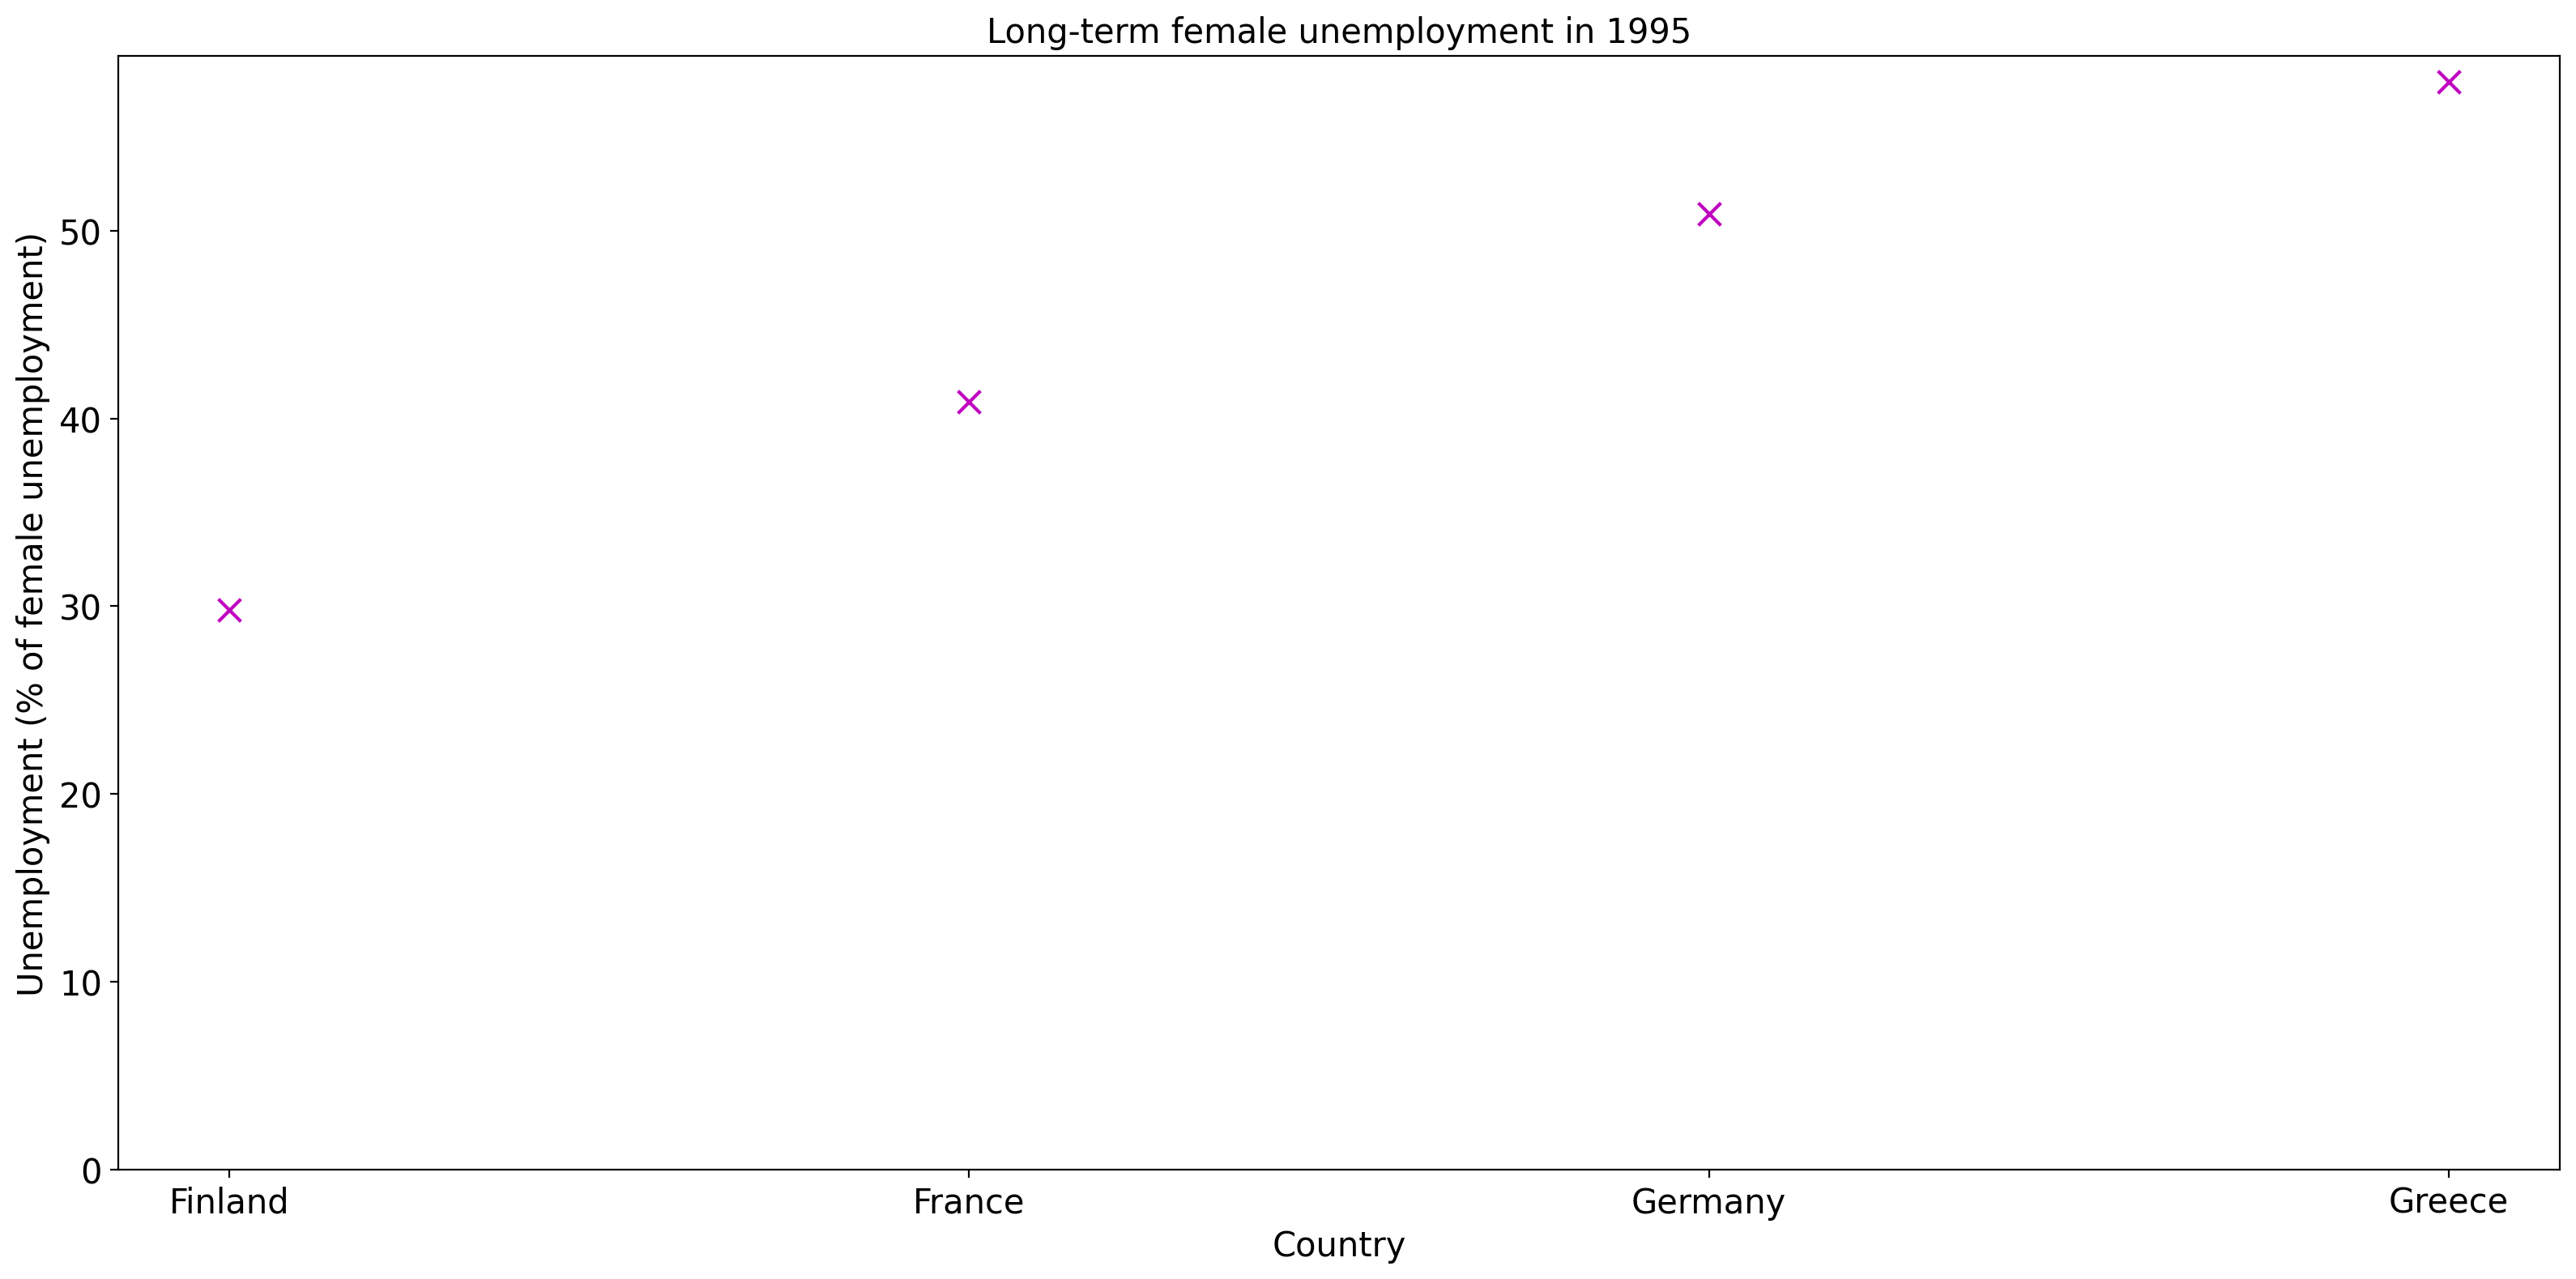 Long-term female unemployment in 1995
Unemployment (% of female unemployment)
50
40
30
20
10
0
Finland France Germany Greece
Country